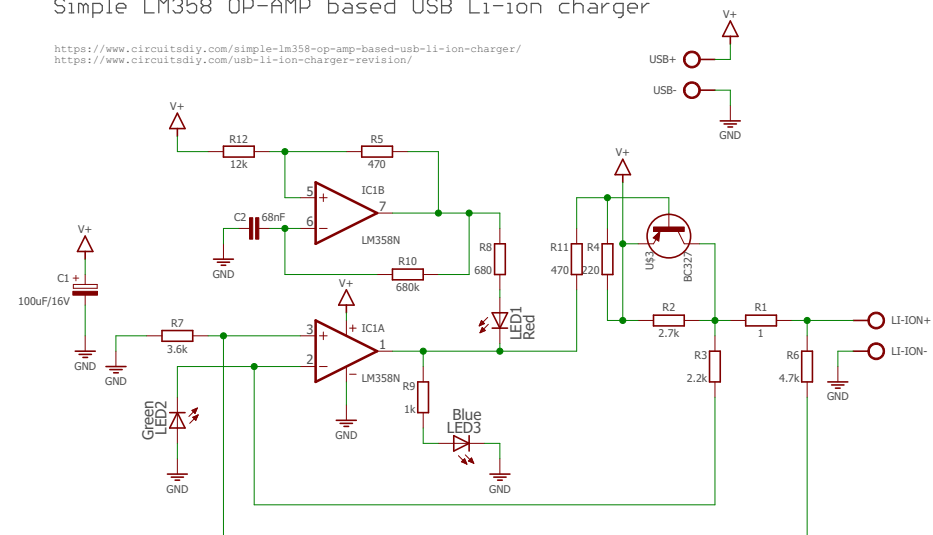 Simple LM358 OP-AMP based USB Li-ion charger
https://www.circuitsdiy.com/simple-lm358-op-amp-based-usb-li-ion-charger/
https://www.circuitsdiy.com/usb-li-ion-charger-revision/
V+
USB+
USB-
GND
V+
R12
12k
R5
470
5
+
6
−
7
IC1B
LM358N
C2
68nF
GND
R10
680k
R8
680
LED1
Red
V+
C1
+
100uF/16V
GND
R7
3.6k
GND
V+
3
+
2
−
1
+
−
IC1A
LM358N
GND
R9
1k
Blue
LED3
GND
Green
LED2
GND
V+
R11
470
R4
220
U$3
BC327
R2
2.7k
R1
1
R3
2.2k
R6
4.7k
LI-ION+
LI-ION-
GND